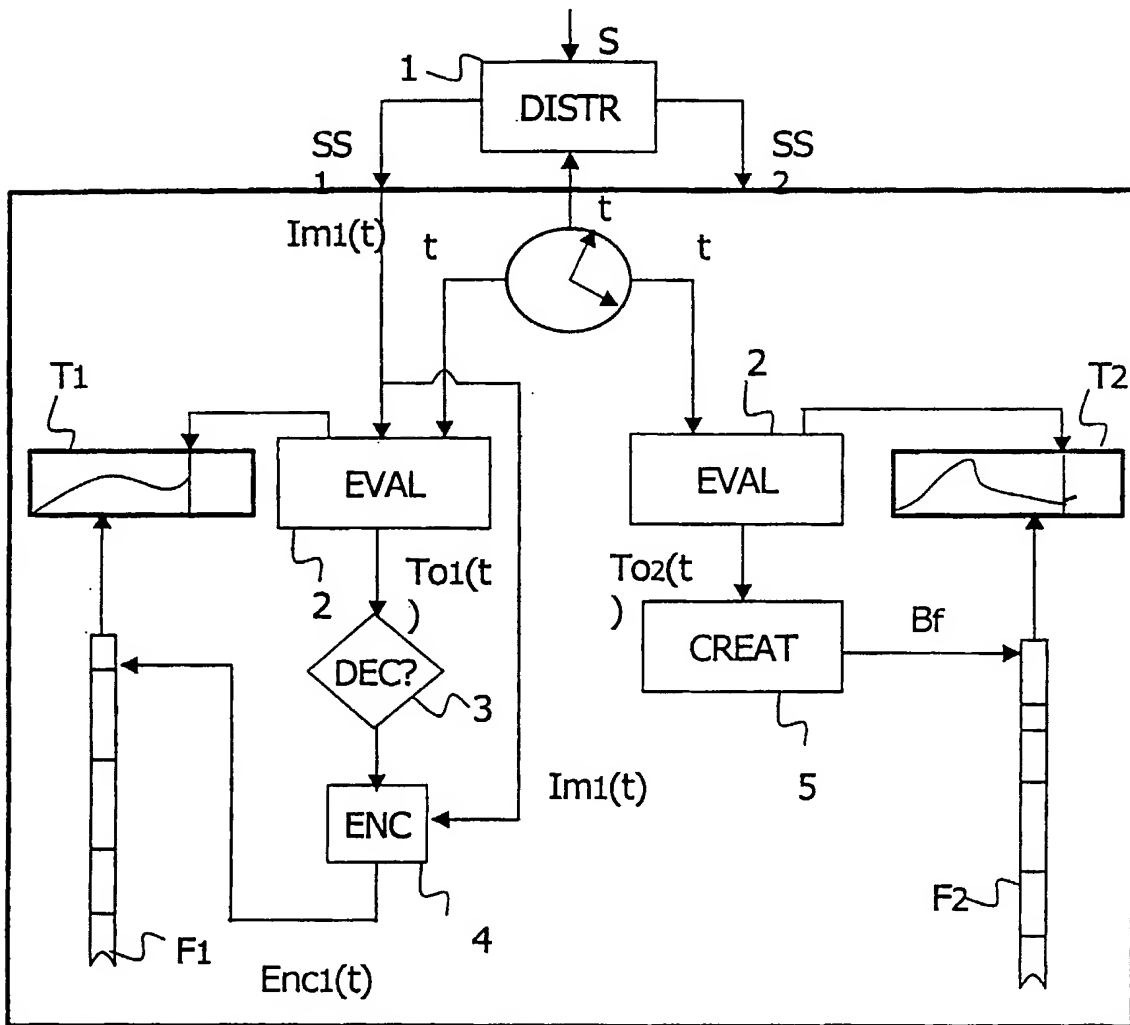 S
1
DISTR
SS
1
SS
2
t
Im1(t)
t
t
T1
2
T2
EVAL
EVAL
2
To1(t
)
To2(t
)
Bf
CREAT
DEC?
3
Im1(t)
5
ENC
F2
F1
4
Enc1(t)